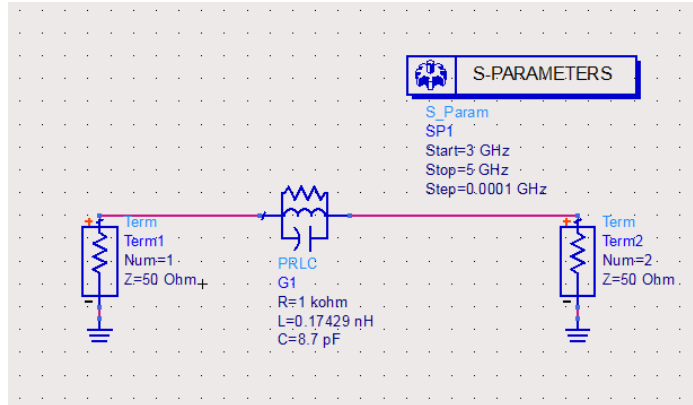 S-PARAMETERS
S_Param
SP1
Start=3 GHz
Stop=5 GHz
Step=0.0001 GHz
+
Term
Term1
Num=1
Z=50 Ohm
-
PRLC
G1
R=1 kohm
L=0.17429 nH
C=8.7 pF
+
Term
Term2
Num=2
Z=50 Ohm
-